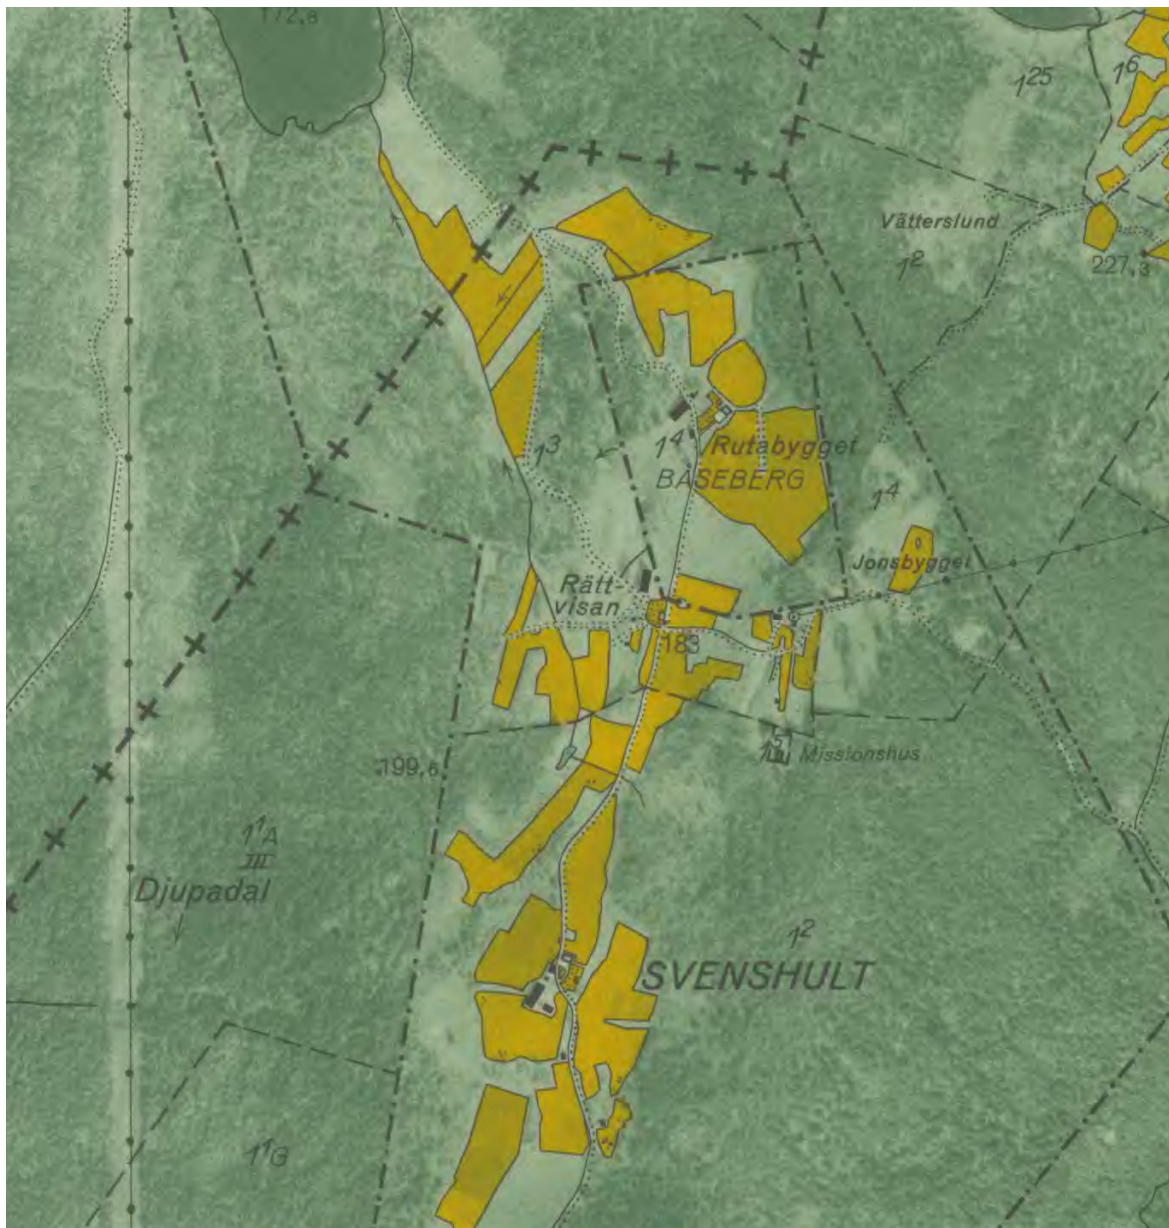 172,8
1²⁵
1⁶
Vätterslund
1²
227,3
1³
1⁴
Rutabygget
BÅSEBERG
1⁴
Jonsbygget
Rätt-
visan
183
1⁵
Missionshus
199,6
1¹A
III
Djupadal
1²
SVENSHULT
1¹G